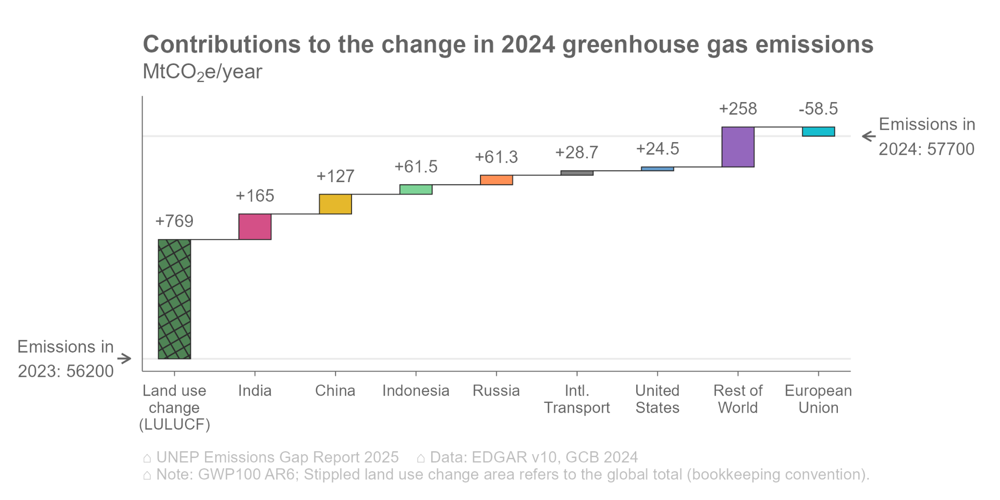 Contributions to the change in 2024 greenhouse gas emissions
MtCO₂e/year
+769
+165
+127
+61.5
+61.3
+28.7
+24.5
+258
-58.5
Emissions in
2024: 57700
Emissions in
2023: 56200
Land use
change
(LULUCF)
India
China
Indonesia
Russia
Intl.
Transport
United
States
Rest of
World
European
Union
⌂ UNEP Emissions Gap Report 2025 ⌂ Data: EDGAR v10, GCB 2024
⌂ Note: GWP100 AR6; Stippled land use change area refers to the global total (bookkeeping convention).